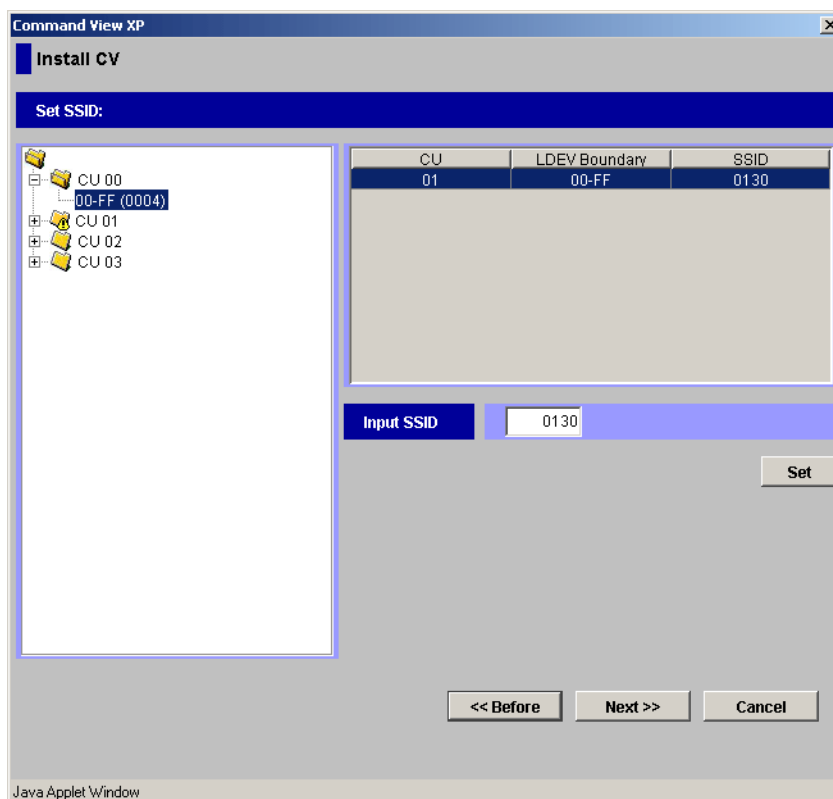 Command View XP
Install CV
Set SSID:
CU 00
00-FF (0004)
CU 01
CU 02
CU 03
CU LDEV Boundary SSID
01 00-FF 0130
Input SSID 0130
Set
<< Before Next >> Cancel
Java Applet Window